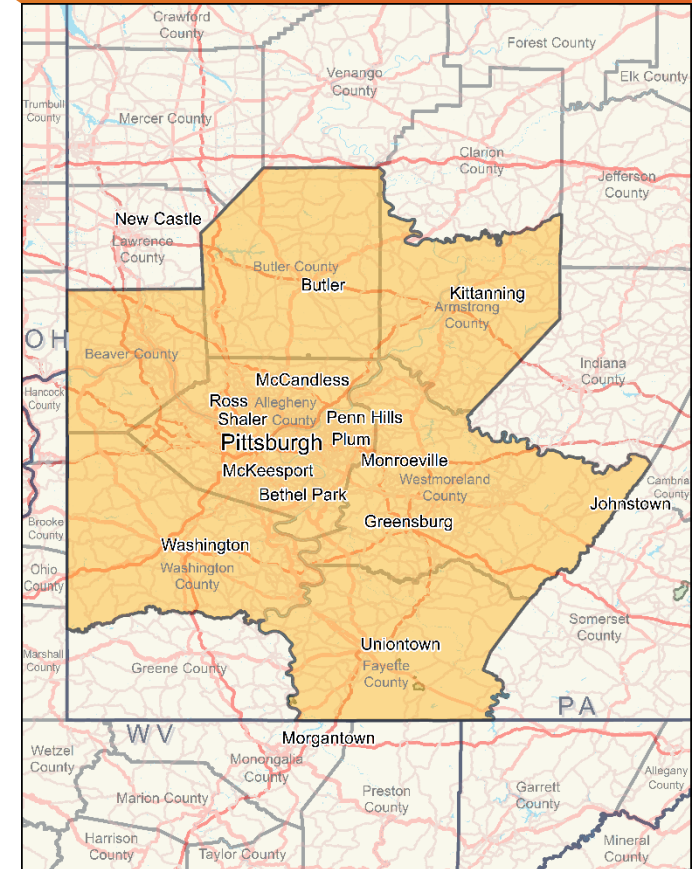 Crawford
County
Forest County
Venango
County
Elk County
Trumbull
County
Mercer County
Clarion
County
Jefferson
County
New Castle
Lawrence
County
Butler County
Butler
Kittanning
Armstrong
County
OH
Beaver County
Indiana
County
McCandless
Hancock
County
Ross
Allegheny
County
Shaler
Penn Hills
Pittsburgh
Plum
McKeesport
Monroeville
Westmoreland
County
Cambria
County
Bethel Park
Johnstown
Greensburg
Brooke
County
Washington
Washington
County
Ohio
County
Somerset
County
Uniontown
Fayette
County
Marshall
County
Greene County
PA
WV
Morgantown
Wetzel
County
Monongalia
County
Marion County
Preston
County
Garrett
County
Allegany
County
Harrison
County
Taylor County
Mineral
County